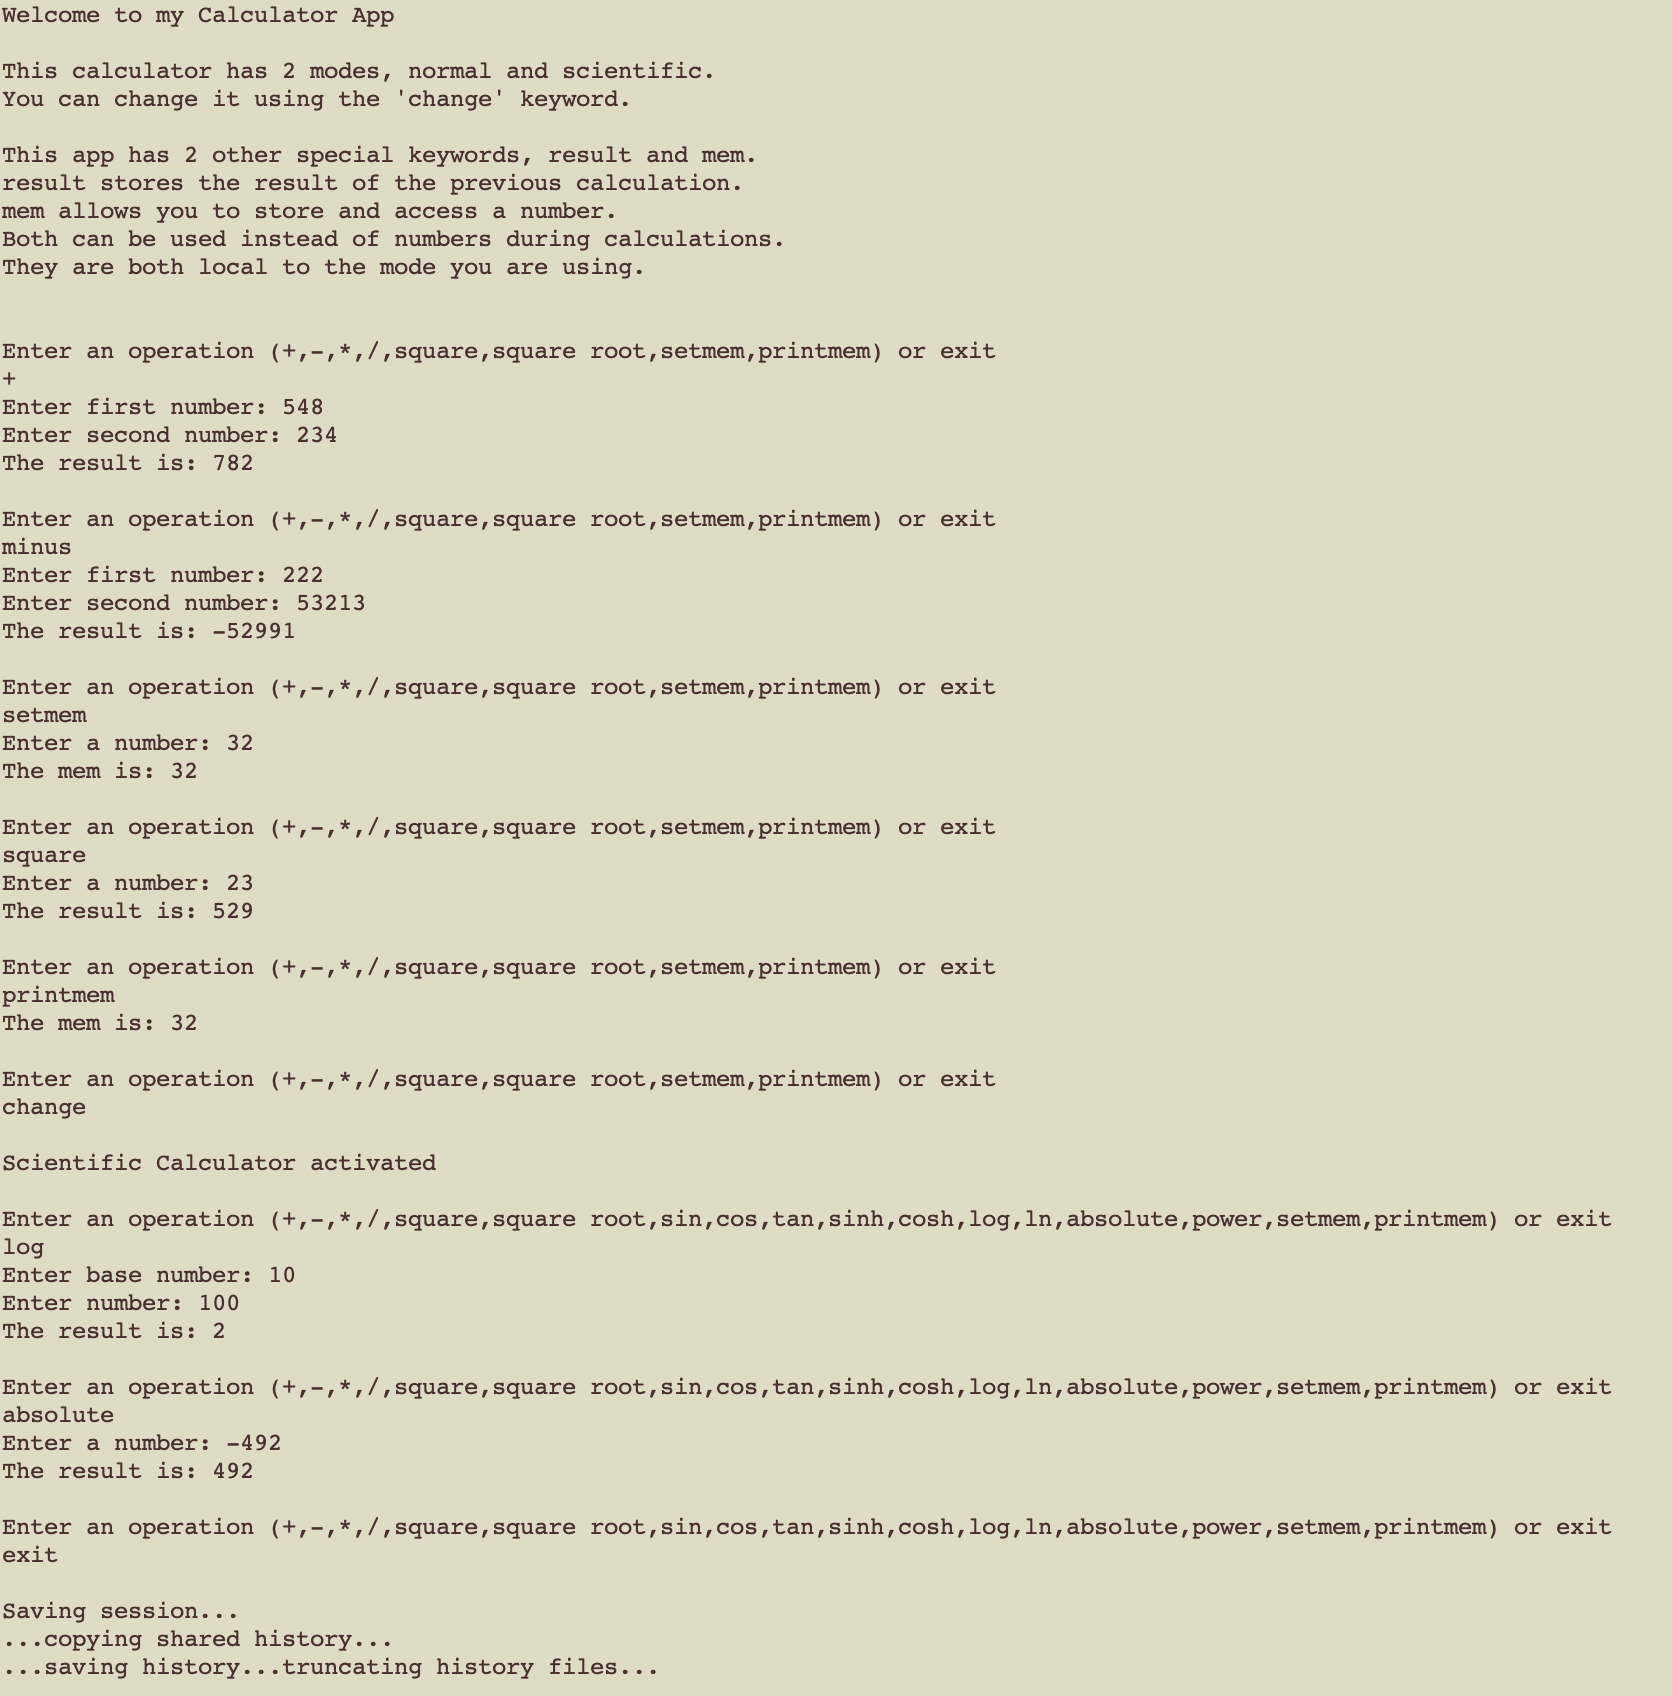 Welcome to my Calculator App
This calculator has 2 modes, normal and scientific.
You can change it using the 'change' keyword.
This app has 2 other special keywords, result and mem.
result stores the result of the previous calculation.
mem allows you to store and access a number.
Both can be used instead of numbers during calculations.
They are both local to the mode you are using.
Enter an operation (+,-,*,/,square,square root,setmem,printmem) or exit
+
Enter first number: 548
Enter second number: 234
The result is: 782
Enter an operation (+,-,*,/,square,square root,setmem,printmem) or exit
minus
Enter first number: 222
Enter second number: 53213
The result is: -52991
Enter an operation (+,-,*,/,square,square root,setmem,printmem) or exit
setmem
Enter a number: 32
The mem is: 32
Enter an operation (+,-,*,/,square,square root,setmem,printmem) or exit
square
Enter a number: 23
The result is: 529
Enter an operation (+,-,*,/,square,square root,setmem,printmem) or exit
printmem
The mem is: 32
Enter an operation (+,-,*,/,square,square root,setmem,printmem) or exit
change
Scientific Calculator activated
Enter an operation (+,-,*,/,square,square root,sin,cos,tan,sinh,cosh,log,ln,absolute,power,setmem,printmem) or exit
log
Enter base number: 10
Enter number: 100
The result is: 2
Enter an operation (+,-,*,/,square,square root,sin,cos,tan,sinh,cosh,log,ln,absolute,power,setmem,printmem) or exit
absolute
Enter a number: -492
The result is: 492
Enter an operation (+,-,*,/,square,square root,sin,cos,tan,sinh,cosh,log,ln,absolute,power,setmem,printmem) or exit
exit
Saving session...
...copying shared history...
...saving history...truncating history files...